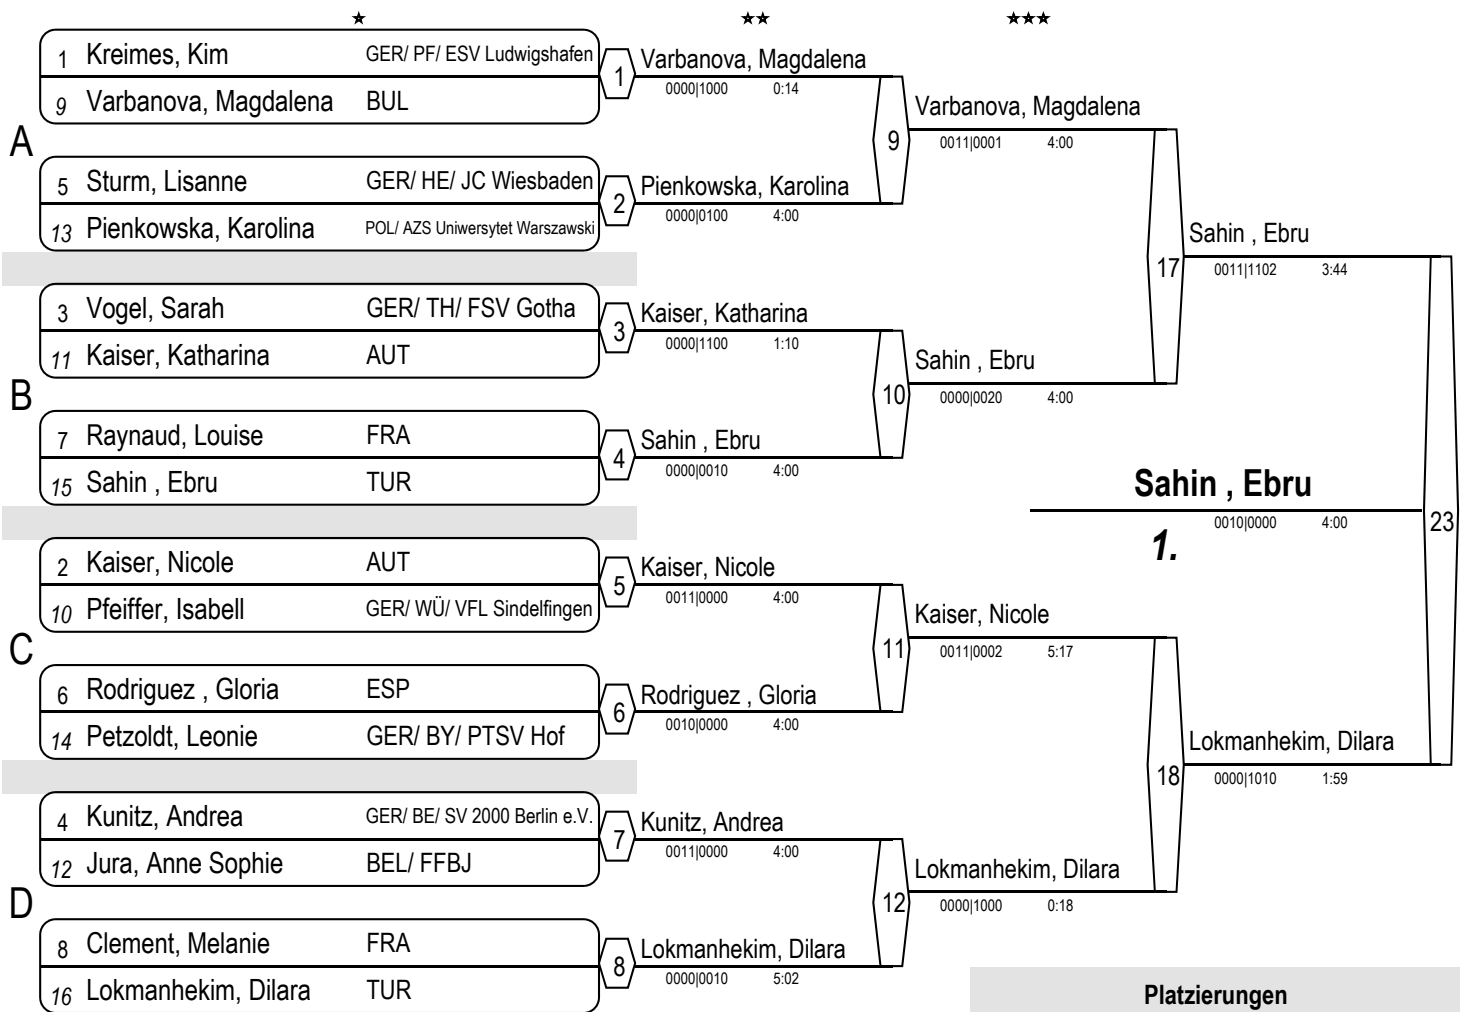 ★ ★★ ★★★
1 Kreimes, Kim GER/ PF/ ESV Ludwigshafen
9 Varbanova, Magdalena BUL
1 Varbanova, Magdalena
0000|1000 0:14
A
5 Sturm, Lisanne GER/ HE/ JC Wiesbaden
13 Pienkowska, Karolina POL/ AZS Uniwersytet Warszawski
2 Pienkowska, Karolina
0000|0100 4:00
9 Varbanova, Magdalena
0011|0001 4:00
3 Vogel, Sarah GER/ TH/ FSV Gotha
11 Kaiser, Katharina AUT
3 Kaiser, Katharina
0000|1100 1:10
B
7 Raynaud, Louise FRA
15 Sahin , Ebru TUR
4 Sahin , Ebru
0000|0010 4:00
10 Sahin , Ebru
0000|0020 4:00
17 Sahin , Ebru
0011|1102 3:44
2 Kaiser, Nicole AUT
10 Pfeiffer, Isabell GER/ WÜ/ VFL Sindelfingen
5 Kaiser, Nicole
0011|0000 4:00
C
6 Rodriguez , Gloria ESP
14 Petzoldt, Leonie GER/ BY/ PTSV Hof
6 Rodriguez , Gloria
0010|0000 4:00
11 Kaiser, Nicole
0011|0002 5:17
4 Kunitz, Andrea GER/ BE/ SV 2000 Berlin e.V.
12 Jura, Anne Sophie BEL/ FFBJ
7 Kunitz, Andrea
0011|0000 4:00
D
8 Clement, Melanie FRA
16 Lokmanhekim, Dilara TUR
8 Lokmanhekim, Dilara
0000|0010 5:02
12 Lokmanhekim, Dilara
0000|1000 0:18
18 Lokmanhekim, Dilara
0000|1010 1:59
23 Sahin , Ebru
1. 0010|0000 4:00
Platzierungen